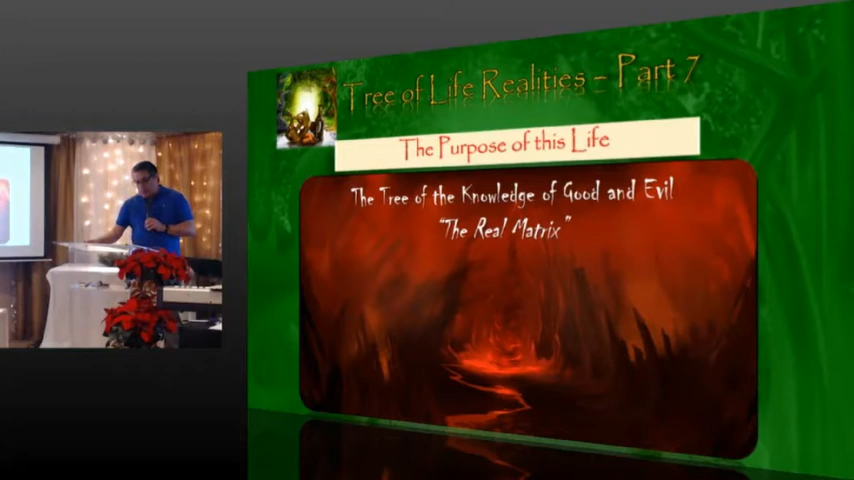 Tree of Life Realities – Part 7
The Purpose of this Life
The Tree of the Knowledge of Good and Evil
"The Real Matrix"